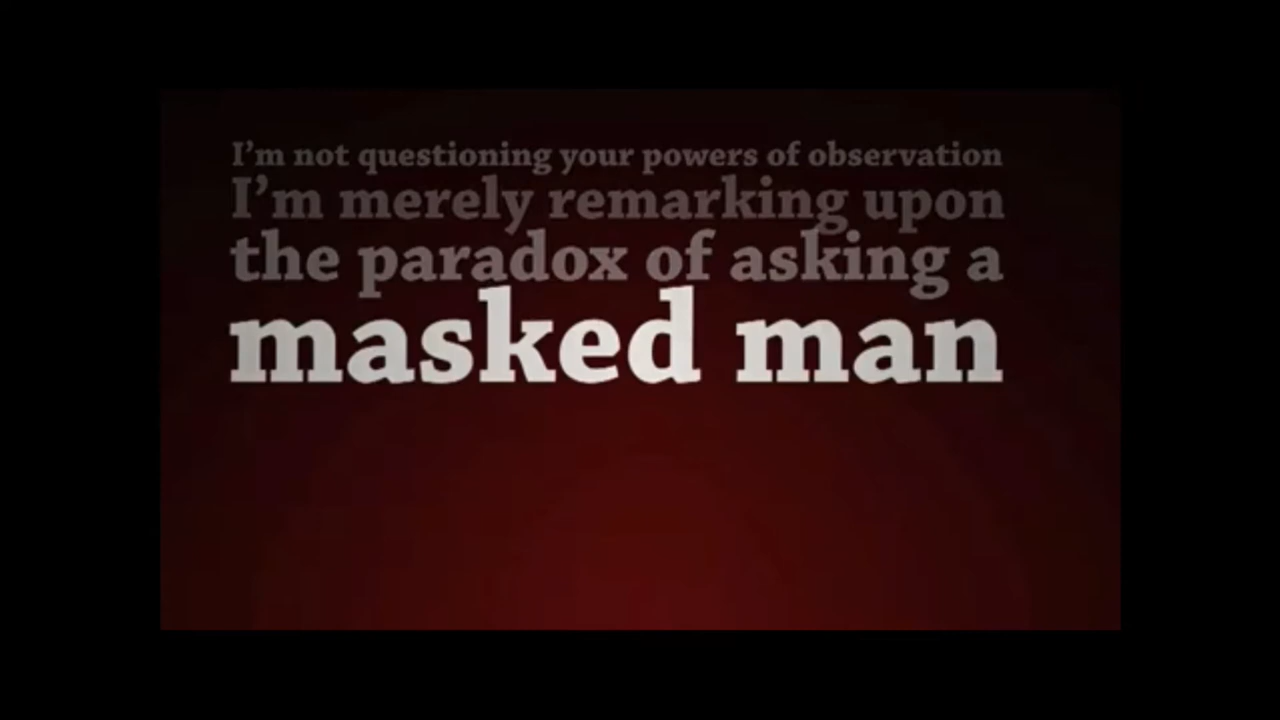 I’m not questioning your powers of observation
I’m merely remarking upon
the paradox of asking a
masked man